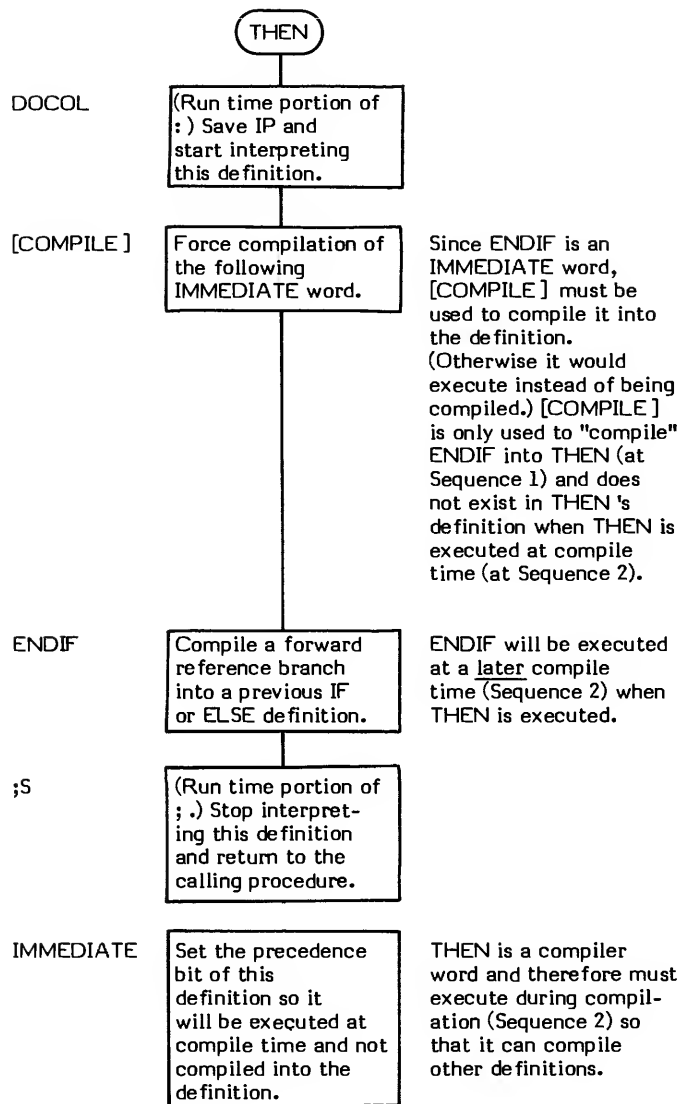 THEN
DOCOL
(Run time portion of
: ) Save IP and
start interpreting
this definition.
[COMPILE ]
Force compilation of
the following
IMMEDIATE word.
Since ENDIF is an
IMMEDIATE word,
[COMPILE ] must be
used to compile it into
the definition.
(Otherwise it would
execute instead of being
compiled.) [COMPILE ]
is only used to "compile"
ENDIF into THEN (at
Sequence 1) and does
not exist in THEN 's
definition when THEN is
executed at compile
time (at Sequence 2).
ENDIF
Compile a forward
reference branch
into a previous IF
or ELSE definition.
ENDIF will be executed
at a later compile
time (Sequence 2) when
THEN is executed.
;S
(Run time portion of
; .) Stop interpret-
ing this definition
and return to the
calling procedure.
IMMEDIATE
Set the precedence
bit of this
definition so it
will be executed at
compile time and not
compiled into the
definition.
THEN is a compiler
word and therefore must
execute during compil-
ation (Sequence 2) so
that it can compile
other definitions.